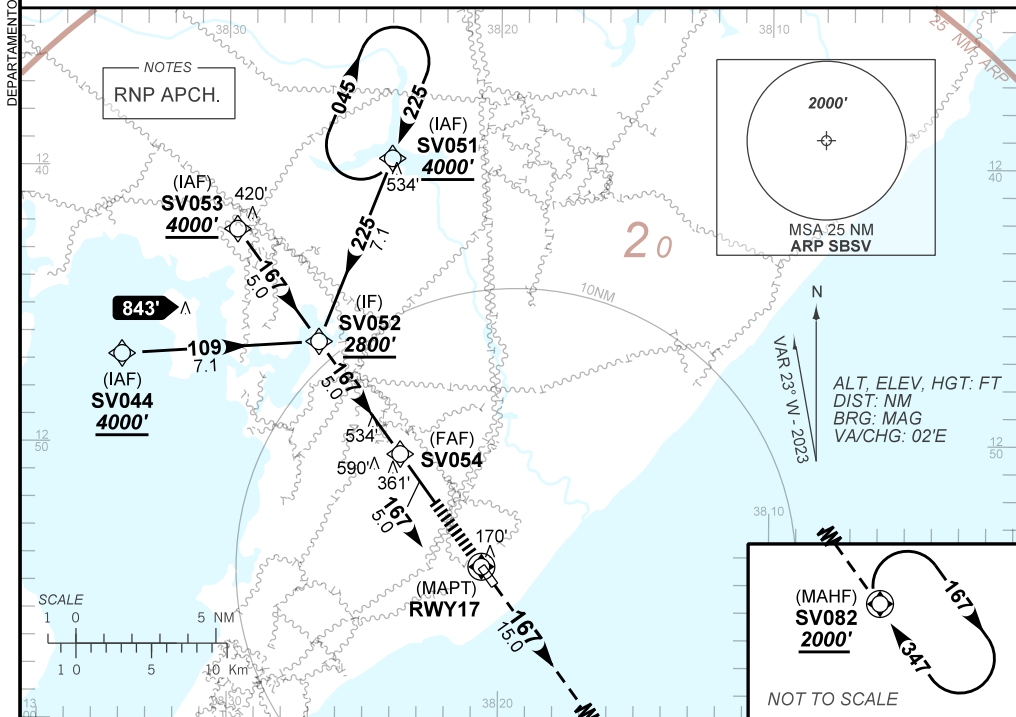 DEPARTAMENTO
38 30
38 20
38 10
25 NM ARP
NOTES
RNP APCH.
045
225
(IAF)
SV051
4000'
534'
12
40
12
40
2000'
MSA 25 NM
ARP SBSV
(IAF)
SV053
4000'
420'
225
7.1
20
167
5.0
10NM
(IF)
SV052
2800'
843'
109
7.1
(IAF)
SV044
4000'
N
VAR 23° W - 2023
ALT, ELEV, HGT: FT
DIST: NM
BRG: MAG
VA/CHG: 02'E
167
5.0
534'
(FAF)
SV054
590'
361'
12
50
12
50
167
5.0
38 10
170'
(MAPT)
RWY17
SCALE
1 0 5 NM
1 0 5 10 Km
167
15.0
(MAHF)
SV082
2000'
167
347
NOT TO SCALE
13
00
38 30
38 20